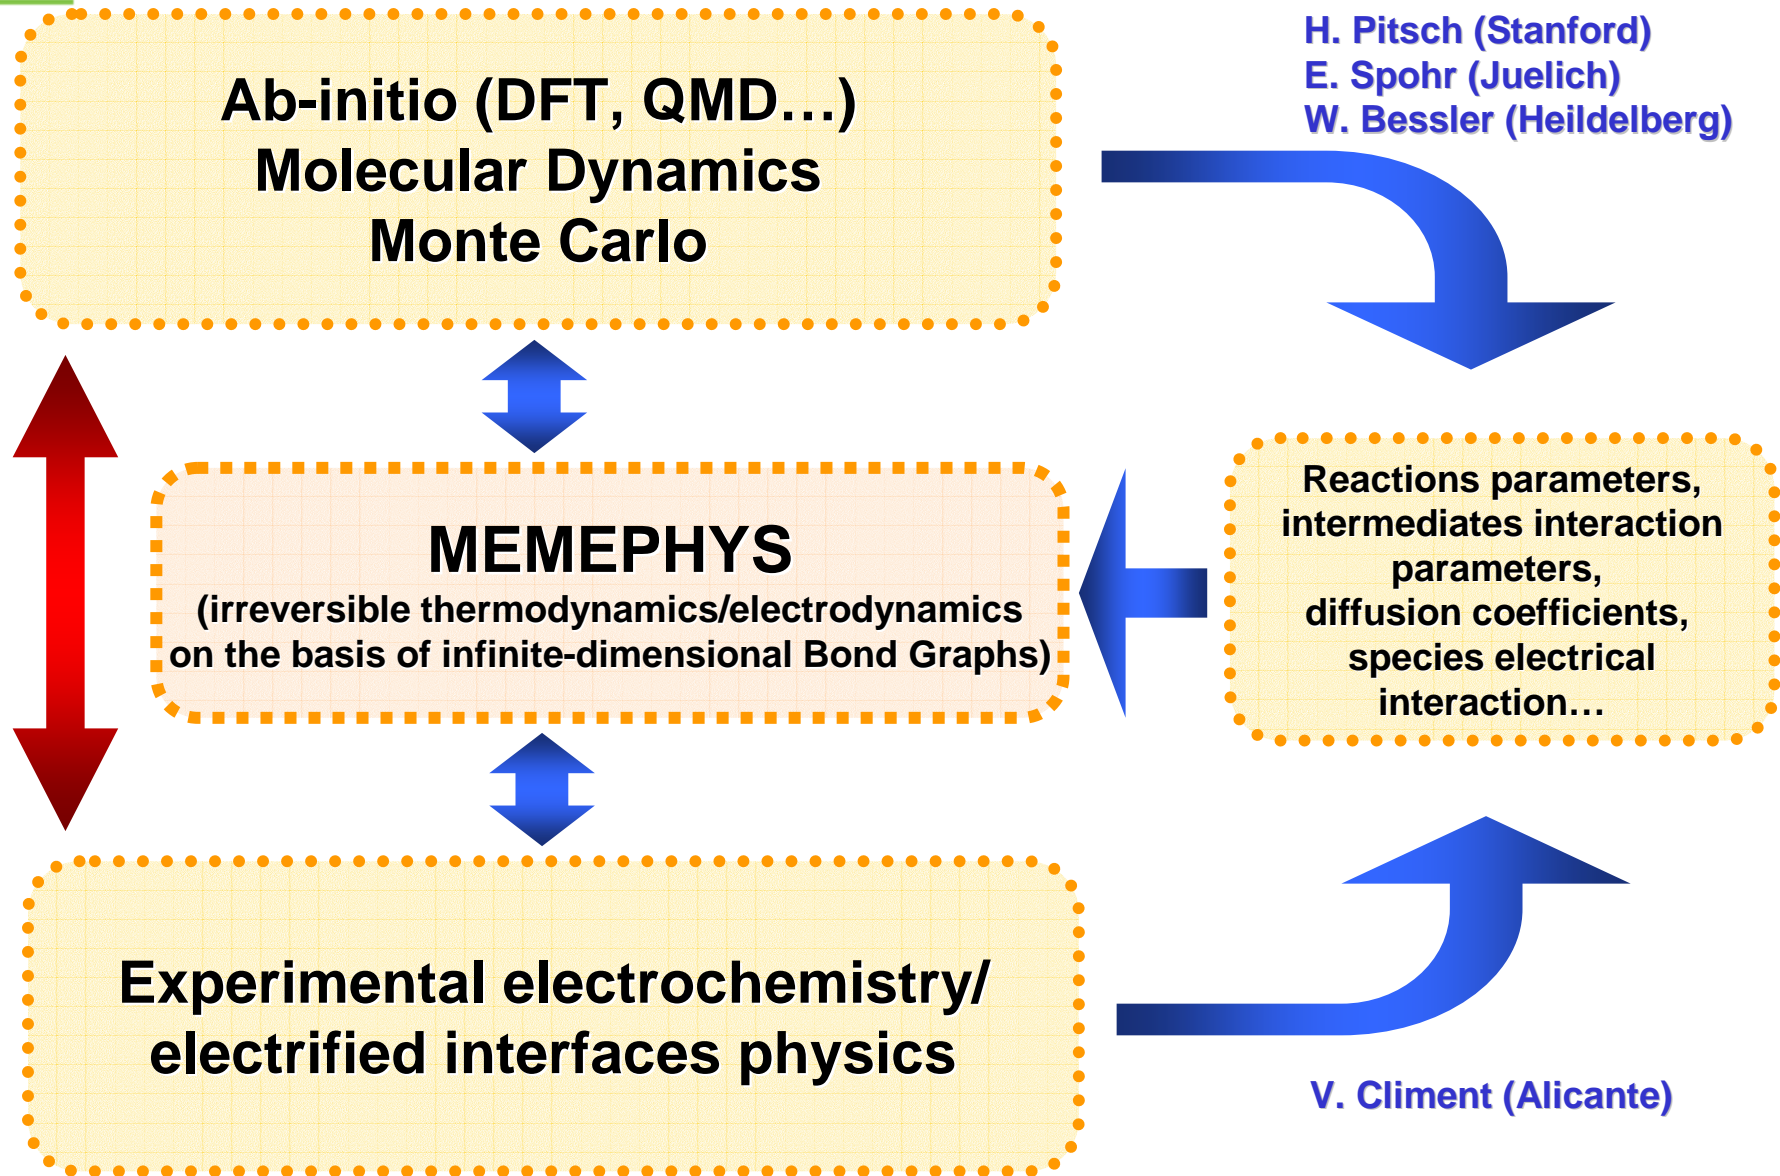 H. Pitsch (Stanford)
E. Spohr (Juelich)
W. Bessler (Heildelberg)
Ab-initio (DFT, QMD…)
Molecular Dynamics
Monte Carlo
MEMEPHYS
(irreversible thermodynamics/electrodynamics
on the basis of infinite-dimensional Bond Graphs)
Reactions parameters,
intermediates interaction
parameters,
diffusion coefficients,
species electrical
interaction…
Experimental electrochemistry/
electrified interfaces physics
V. Climent (Alicante)